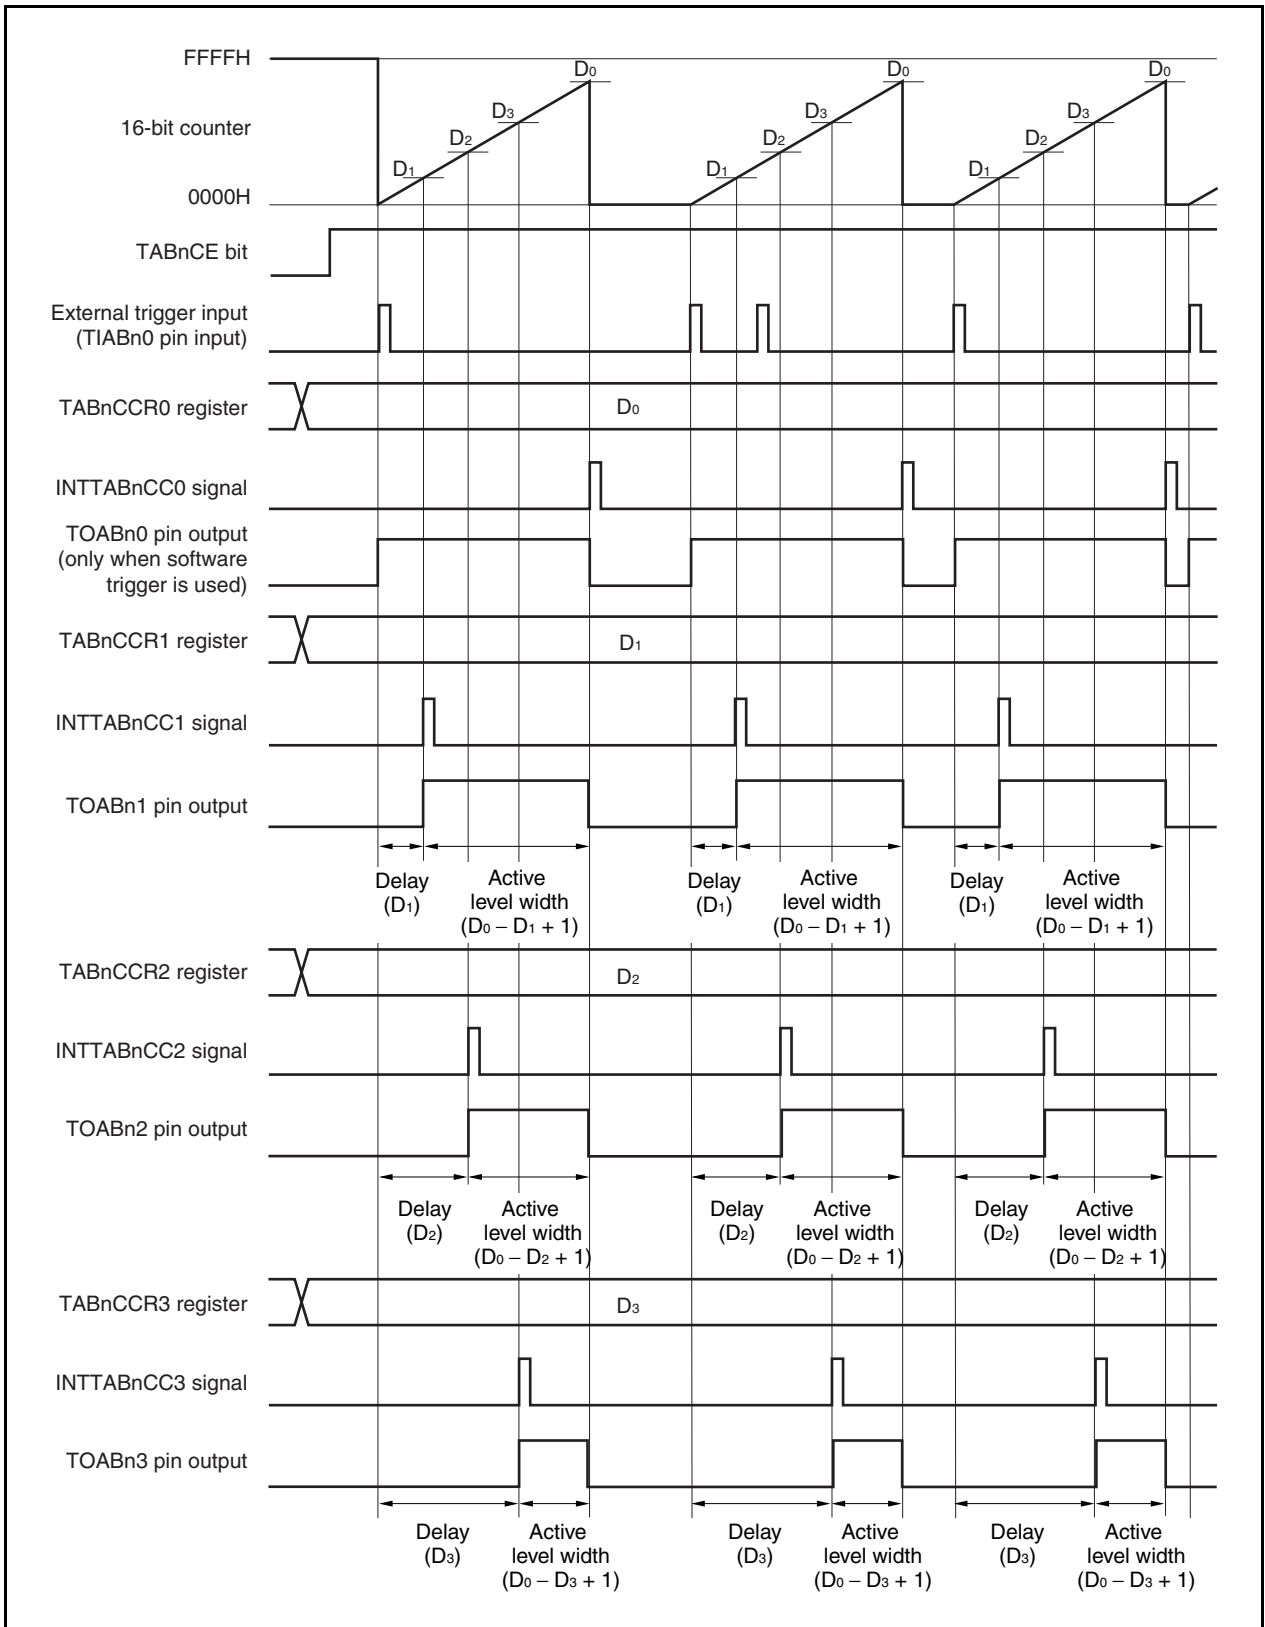 FFFFH
D0 D0 D0
D3 D3 D3
16-bit counter
D2 D2 D2
D1 D1 D1
0000H
TABnCE bit
External trigger input
(TIABn0 pin input)
TABnCCR0 register D0
INTTABnCC0 signal
TOABn0 pin output
(only when software
trigger is used)
TABnCCR1 register D1
INTTABnCC1 signal
TOABn1 pin output
Delay
(D1)
Active
level width
(D0 – D1 + 1)
Delay
(D1)
Active
level width
(D0 – D1 + 1)
Delay
(D1)
Active
level width
(D0 – D1 + 1)
TABnCCR2 register D2
INTTABnCC2 signal
TOABn2 pin output
Delay
(D2)
Active
level width
(D0 – D2 + 1)
Delay
(D2)
Active
level width
(D0 – D2 + 1)
Delay
(D2)
Active
level width
(D0 – D2 + 1)
TABnCCR3 register D3
INTTABnCC3 signal
TOABn3 pin output
Delay
(D3)
Active
level width
(D0 – D3 + 1)
Delay
(D3)
Active
level width
(D0 – D3 + 1)
Delay
(D3)
Active
level width
(D0 – D3 + 1)